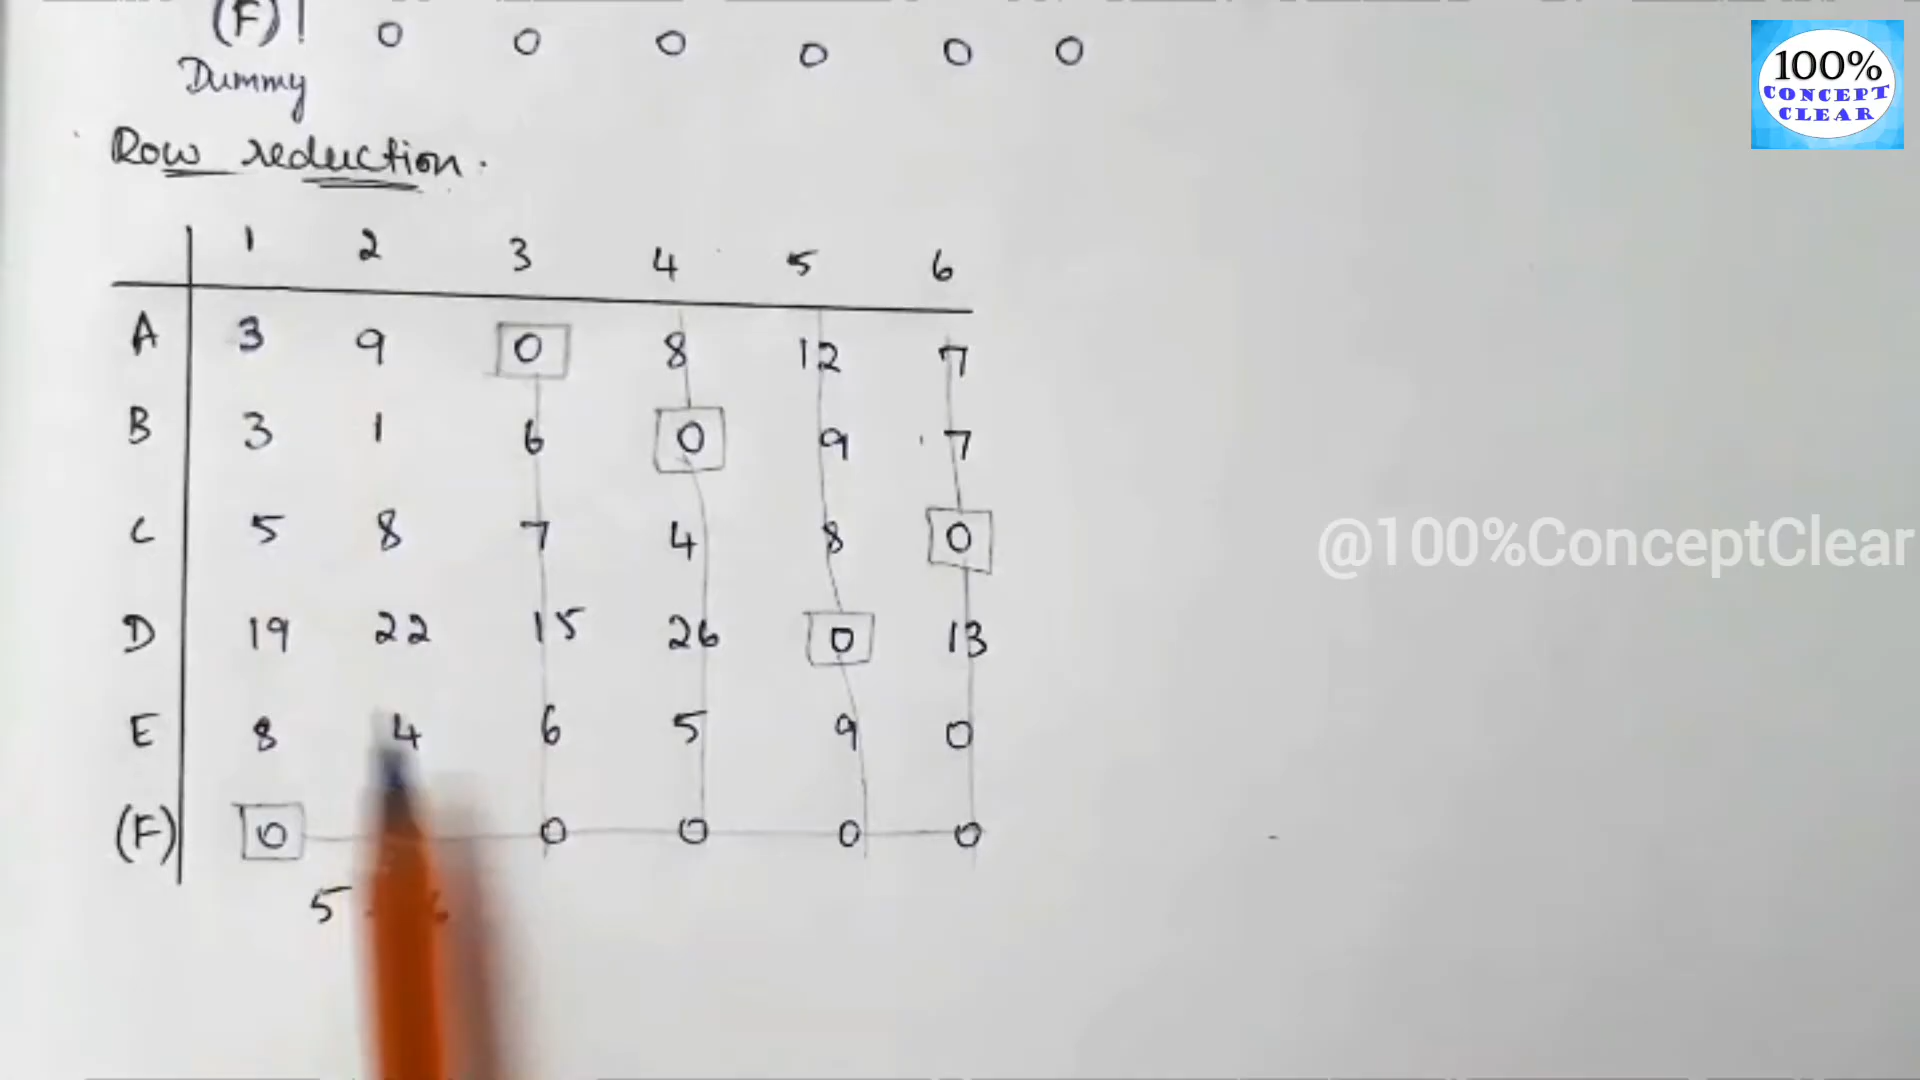 (F) 0 0 0 0 0 0
Dummy
Row reduction.
1 2 3 4 5 6
A 3 9 0 8 12 7
B 3 1 6 0 9 7
C 5 8 7 4 8 0
D 19 22 15 26 0 13
E 8 4 6 5 9 0
(F) 0 0 0 0 0
5
100%
CONCEPT
CLEAR
@100%ConceptClear